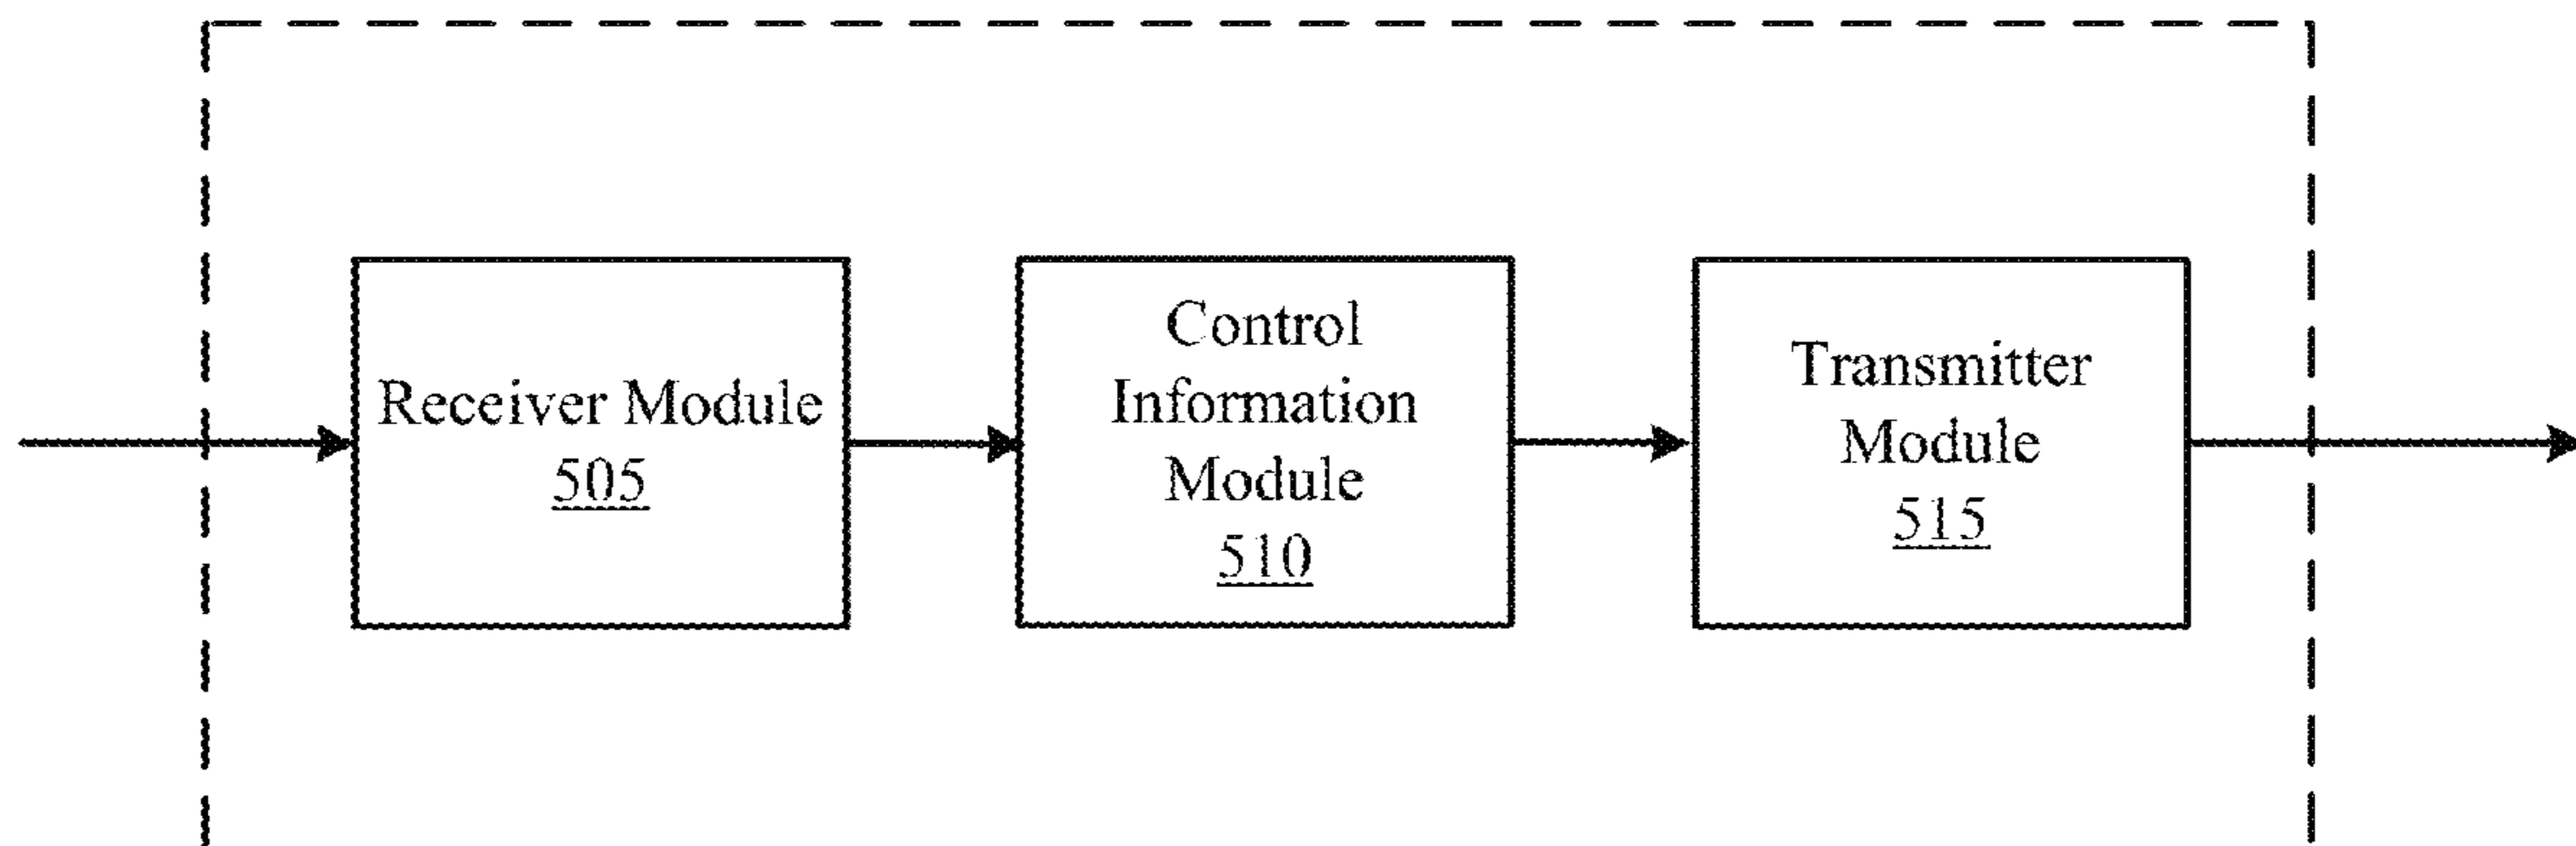 Receiver Module
505
Control
Information
Module
510
Transmitter
Module
515